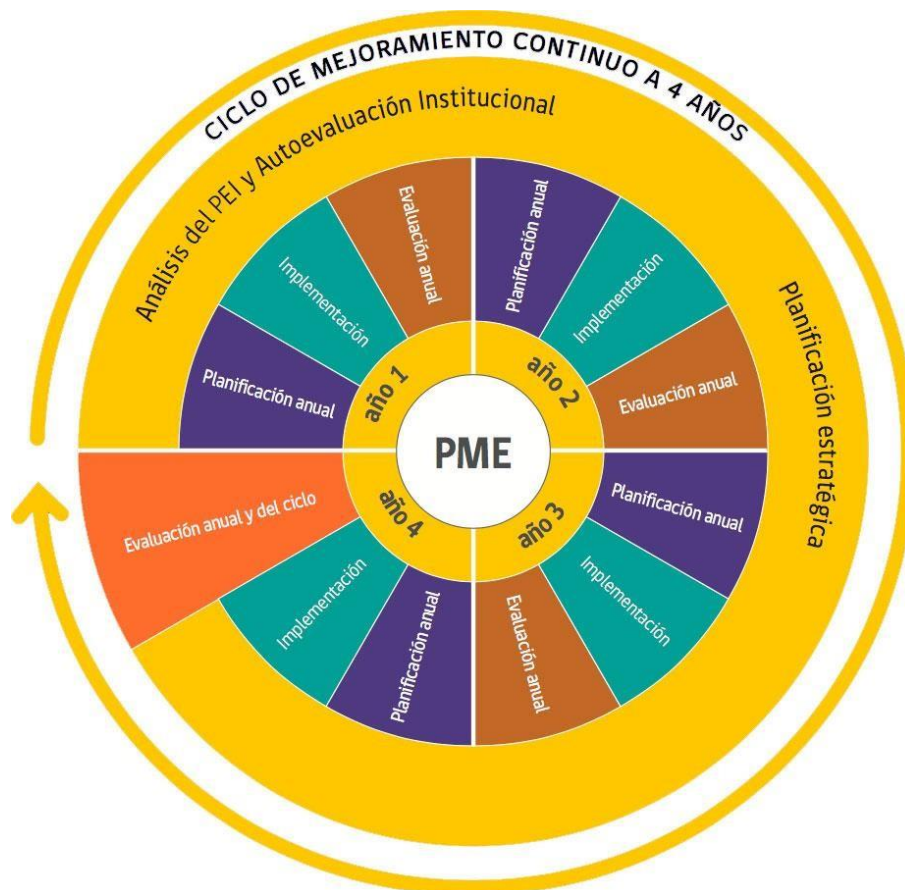 CICLO DE MEJORAMIENTO CONTINUO A 4 AÑOS
Análisis del PEI y Autoevaluación Institucional
Planificación estratégica
PME
año 1
Planificación anual
Implementación
Evaluación anual
año 2
Planificación anual
Implementación
Evaluación anual
año 3
Planificación anual
Implementación
Evaluación anual
año 4
Planificación anual
Implementación
Evaluación anual y del ciclo